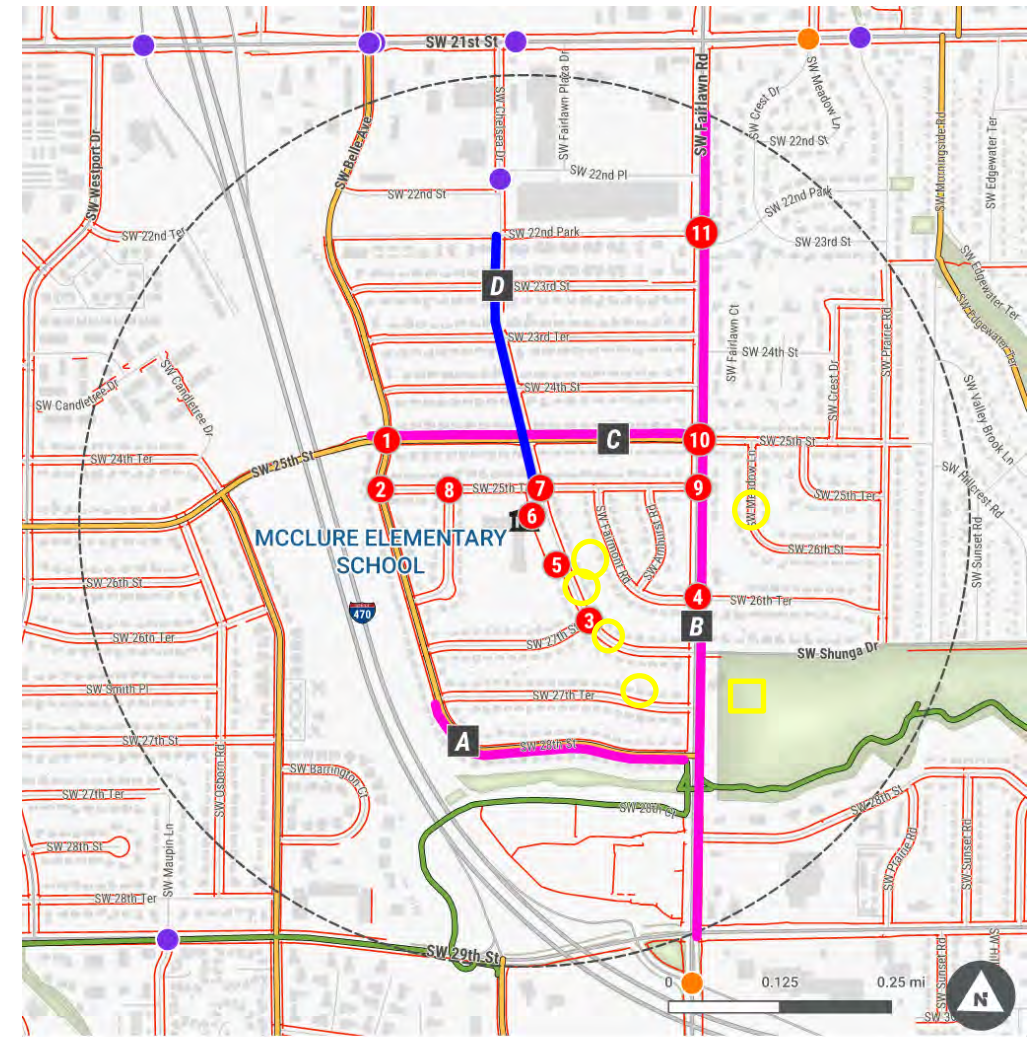 SW 21st St
SW Fairlawn Rd
SW Fairlawn Plaza Dr
SW Chelsea Dr
SW Crest Dr
SW Meadow Ln
SW Morningside Rd
SW Edgewater Ter
SW Westport Dr
SW Belle Ave
SW 22nd St
SW 22nd Pl
SW 22nd St
SW 22nd Park
SW 22nd Ter
SW 22nd Park
11
SW 23rd St
SW Edgewater Ter
D
SW 23rd St
SW Edgewater Ter
SW Fairlawn Ct
SW Prairie Rd
SW 23rd Ter
SW 24th St
SW Candletree Dr
SW Candletree Dr
SW 24th St
SW Crest Dr
SW Valley Brook Ln
1
C
10
SW 25th St
SW 25th St
SW 24th Ter
SW Meadow Ln
SW Hillcrest Rd
2
8
SW 25th T
7
9
SW 25th Ter
6
SW Fairmont Rd
SW Arnhurst Rd
MCCLURE ELEMENTARY
SCHOOL
SW 26th St
SW Sunset Rd
5
SW 26th St
4
SW 26th Ter
470
3
B
SW 27th St
SW 26th Ter
SW Shunga Dr
SW Smith Pl
SW 27th Ter
A
SW 27th St
SW 28th St
SW Osborn Rd
SW Barrington Ct
SW 27th Ter
SW 28th Ct
SW 28th St
SW Maupin Ln
SW 28th St
SW Prairie Rd
SW Sunset Rd
SW 28th Ter
SW 29th St
SW Sunset Rd
0
0.125
0.25 mi
N